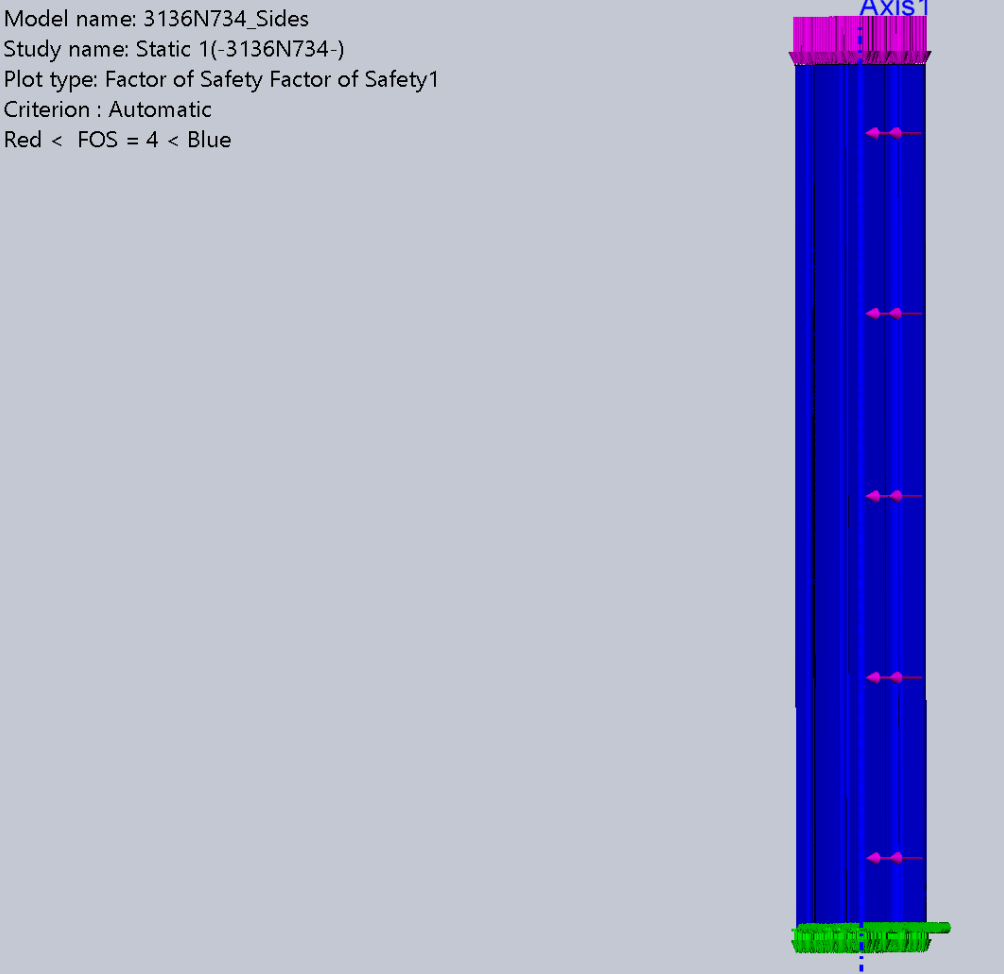 Axis1
Model name: 3136N734_Sides
Study name: Static 1(-3136N734-)
Plot type: Factor of Safety Factor of Safety1
Criterion : Automatic
Red <  FOS = 4 < Blue